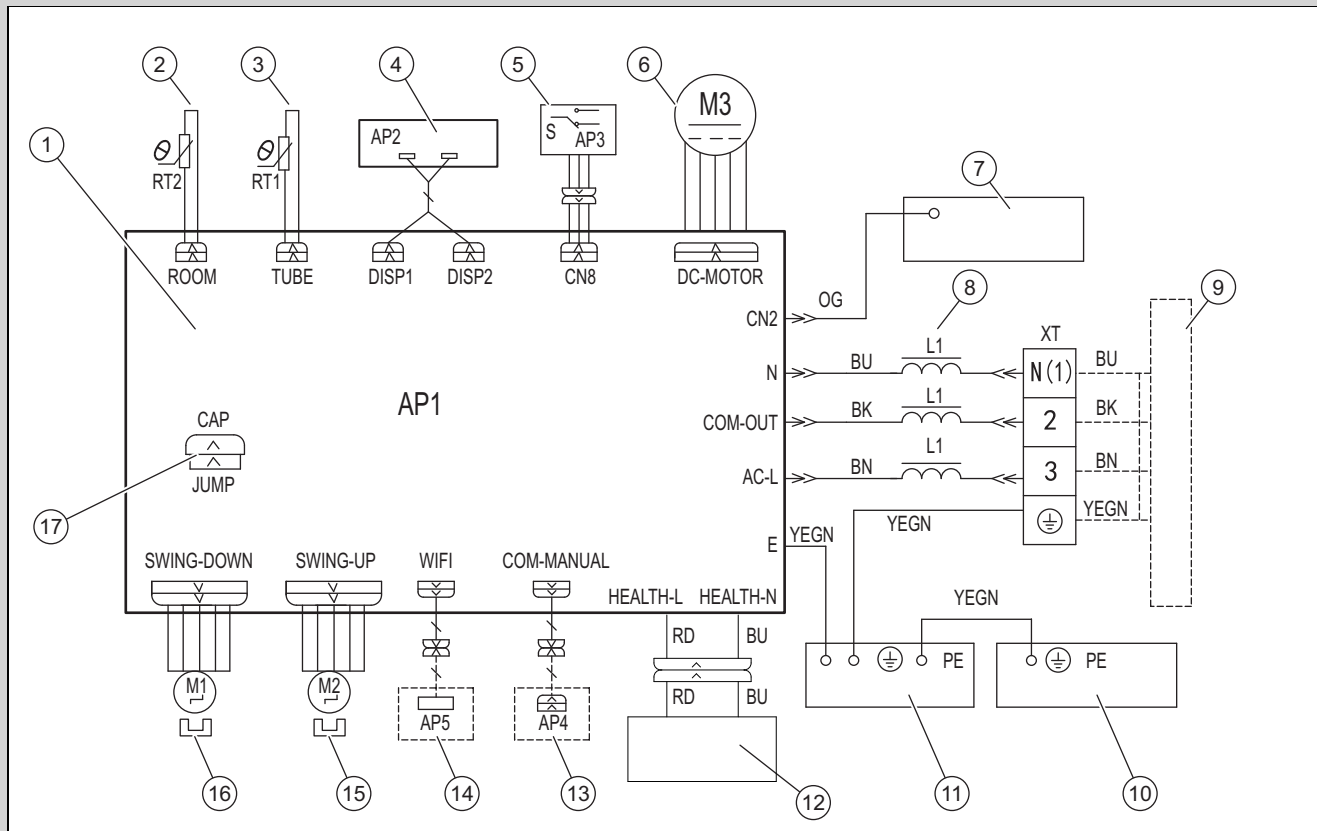 2 3 4 5 6
M3
1
AP2
S AP3
RT2 RT1
7
ROOM TUBE DISP1 DISP2 CN8 DC-MOTOR
OG
8 9
CN2
XT
L1
N BU N(1) BU
CAP
AP1
L1
COM-OUT BK 2 BK
L1
JUMP
AC-L BN 3 BN
17
YEGN
YEGN
E YEGN
SWING-DOWN SWING-UP WIFI COM-MANUAL
HEALTH-L HEALTH-N
YEGN
RD BU
PE PE
M1 M2
RD BU
AP5 AP4
16 15 14 13 12 11 10